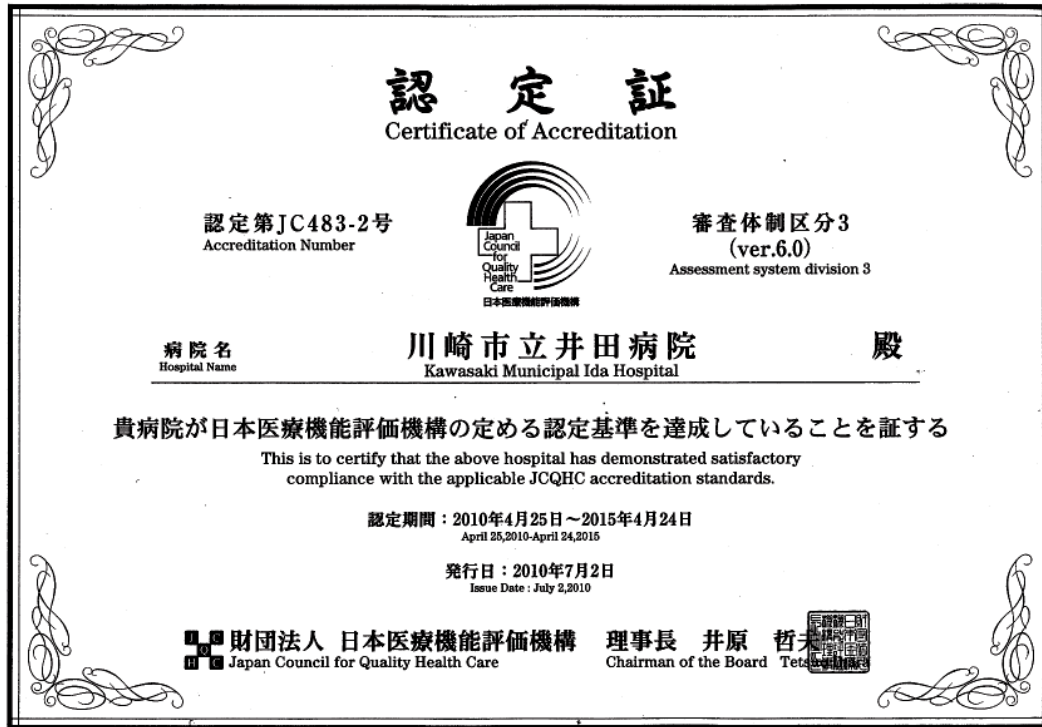 認定証
Certificate of Accreditation
認定第JC483-2号
Accreditation Number
Japan
Council
for
Quality
Health
Care
日本医療機能評価機構
審査体制区分3
(ver.6.0)
Assessment system division 3
病院名
Hospital Name
川崎市立井田病院 殿
Kawasaki Municipal Ida Hospital
貴病院が日本医療機能評価機構の定める認定基準を達成していることを証する
This is to certify that the above hospital has demonstrated satisfactory
compliance with the applicable JCQHC accreditation standards.
認定期間：2010年4月25日～2015年4月24日
April 25,2010-April 24,2015
発行日：2010年7月2日
Issue Date : July 2,2010
J C
Q
H C
財団法人 日本医療機能評価機構 理事長 井原 哲夫
Japan Council for Quality Health Care Chairman of the Board